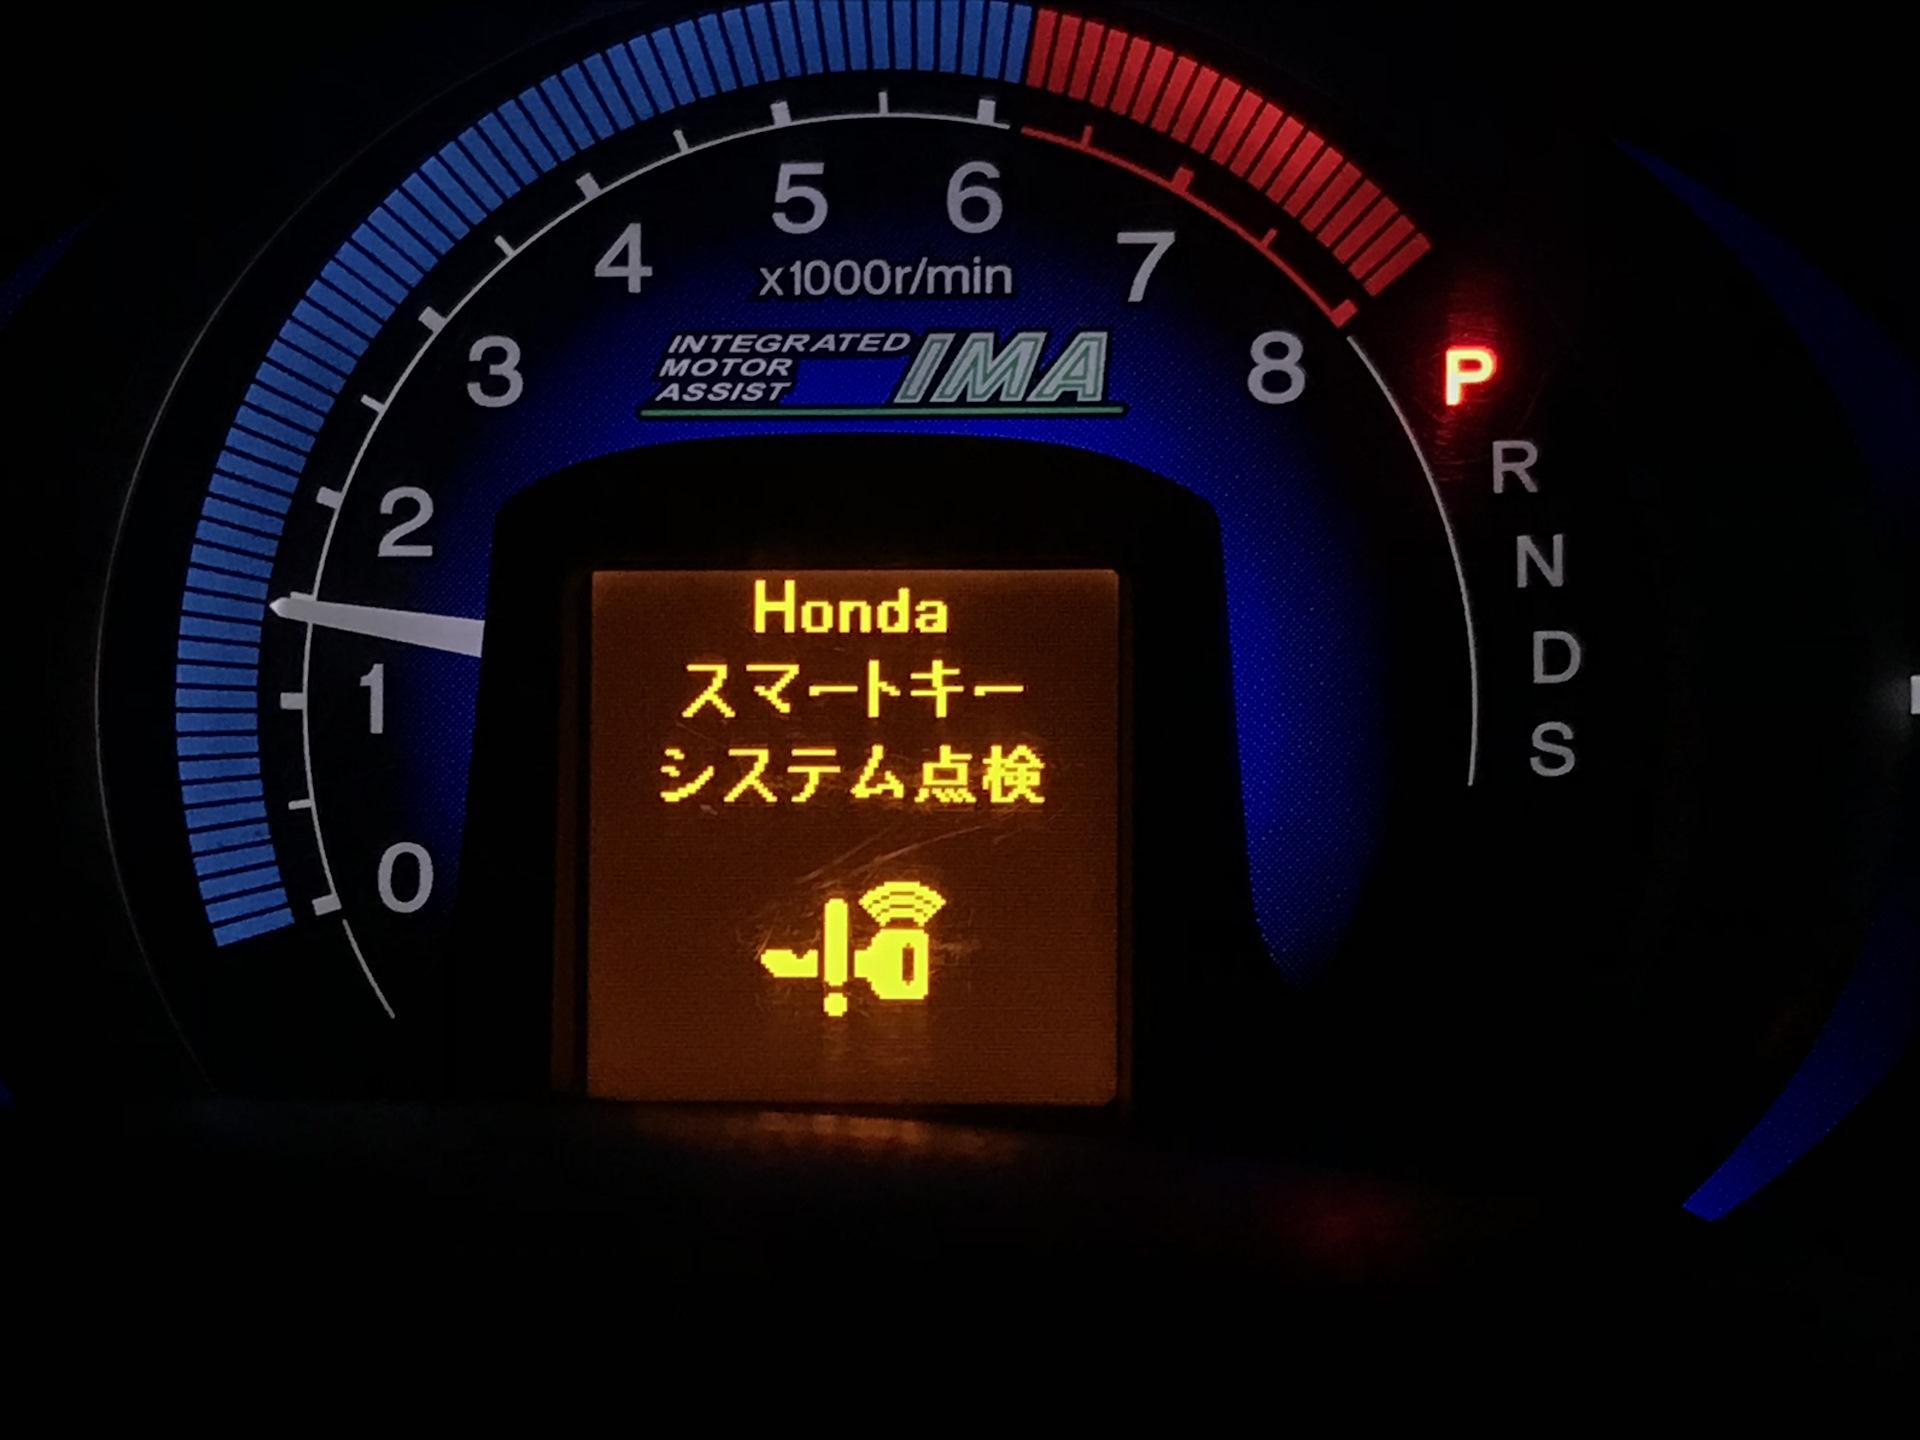 5 6
4 7
x1000r/min
3 8
INTEGRATED
MOTOR
ASSIST
IMA
P
R
2
N
1
D
S
0
Honda
スマートキー
システム点検